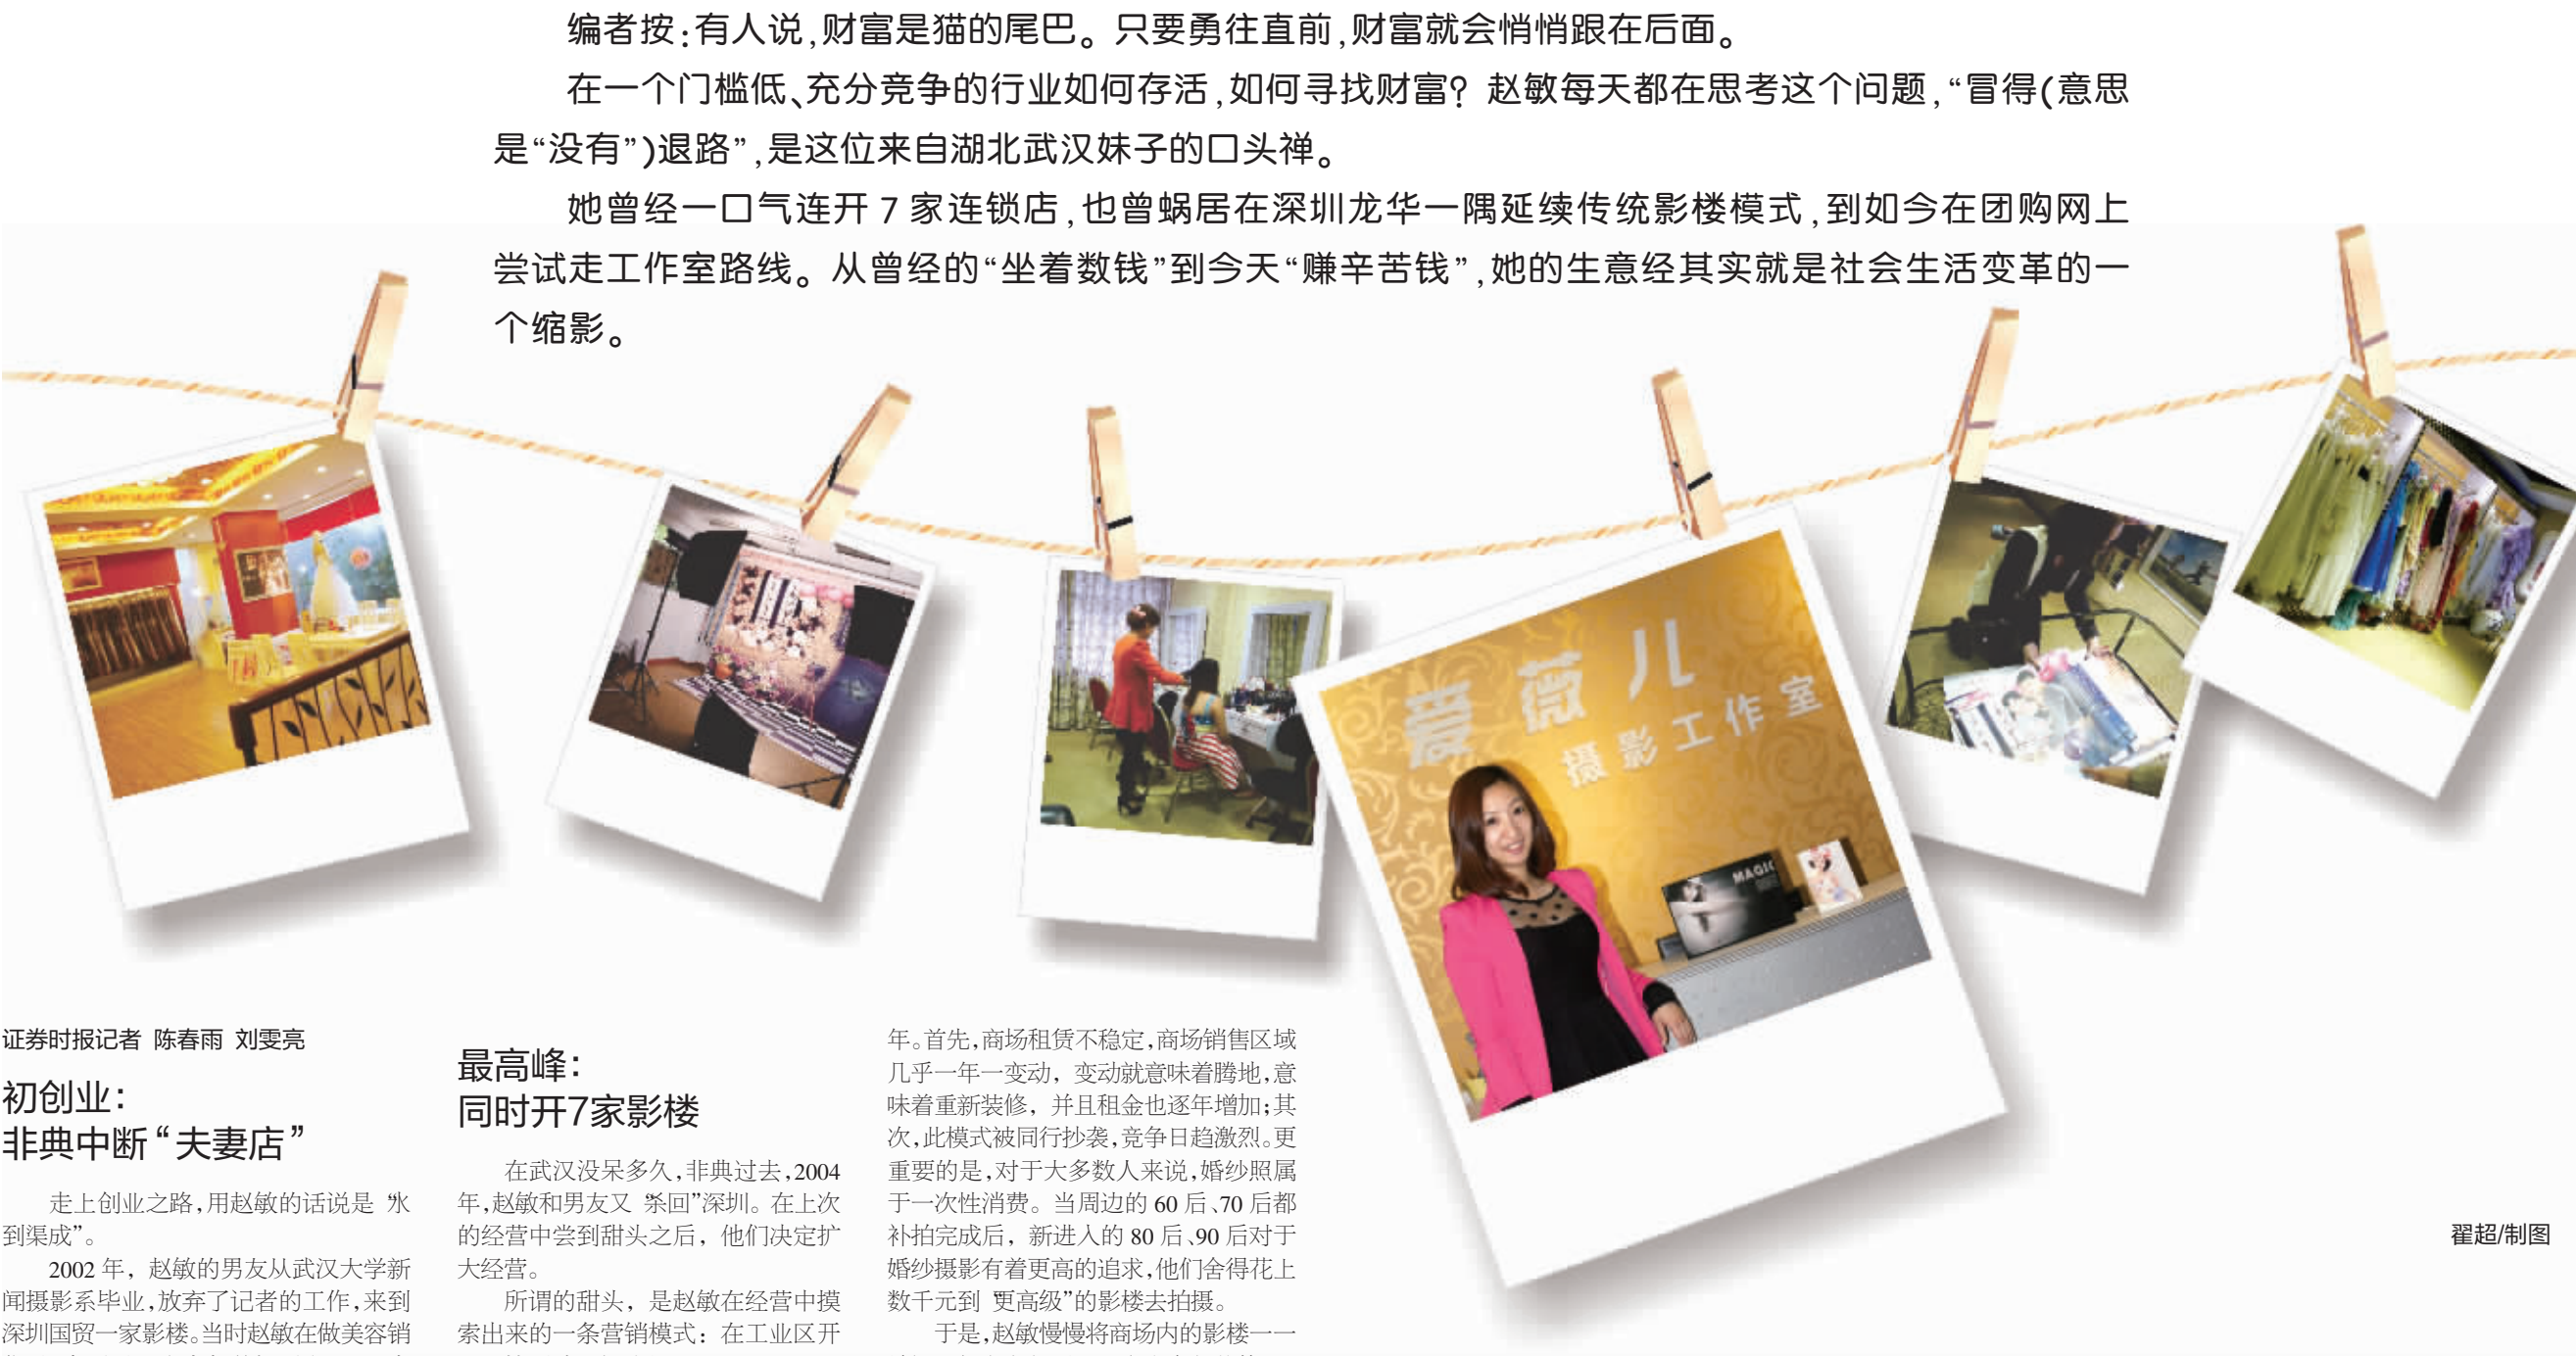 编者按:有人说,财富是猫的尾巴。只要勇往直前,财富就会悄悄跟在后面。
在一个门槛低、充分竞争的行业如何存活,如何寻找财富? 赵敏每天都在思考这个问题,“冒得(意思
是“没有”)退路”,是这位来自湖北武汉妹子的口头禅。
她曾经一口气连开 7 家连锁店,也曾蜗居在深圳龙华一隅延续传统影楼模式,到如今在团购网上
尝试走工作室路线。从曾经的“坐着数钱”到今天“赚辛苦钱”,她的生意经其实就是社会生活变革的一
个缩影。
爱薇儿
摄影工作室
MAGIC
证券时报记者 陈春雨 刘雯亮
初创业:
非典中断“夫妻店”
走上创业之路,用赵敏的话说是“水
到渠成”。
2002 年,赵敏的男友从武汉大学新
闻摄影系毕业,放弃了记者的工作,来到
深圳国贸一家影楼。当时赵敏在做美容销
最高峰:
同时开7家影楼
在武汉没呆多久,非典过去,2004
年,赵敏和男友又“杀回”深圳。在上次
的经营中尝到甜头之后,他们决定扩
大经营。
所谓的甜头,是赵敏在经营中摸
索出来的一条营销模式:在工业区开
年。首先,商场租赁不稳定,商场销售区域
几乎一年一变动,变动就意味着腾地,意
味着重新装修,并且租金也逐年增加;其
次,此模式被同行抄袭,竞争日趋激烈。更
重要的是,对于大多数人来说,婚纱照属
于一次性消费。当周边的 60 后、70 后都
补拍完成后,新进入的 80 后、90 后对于
婚纱摄影有着更高的追求,他们舍得花上
数千元到“更高级”的影楼去拍摄。
于是,赵敏慢慢将商场内的影楼一一
翟超/制图